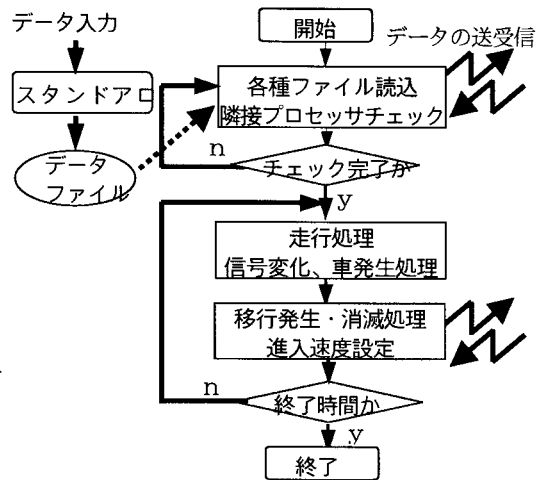 データ入力
開始
データの送受信
スタンドアロ
各種ファイル読込
隣接プロセッサチェック
データ
ファイル
n
チェック完了か
y
走行処理
信号変化、車発生処理
移行発生・消滅処理
進入速度設定
n
終了時間か
y
終了